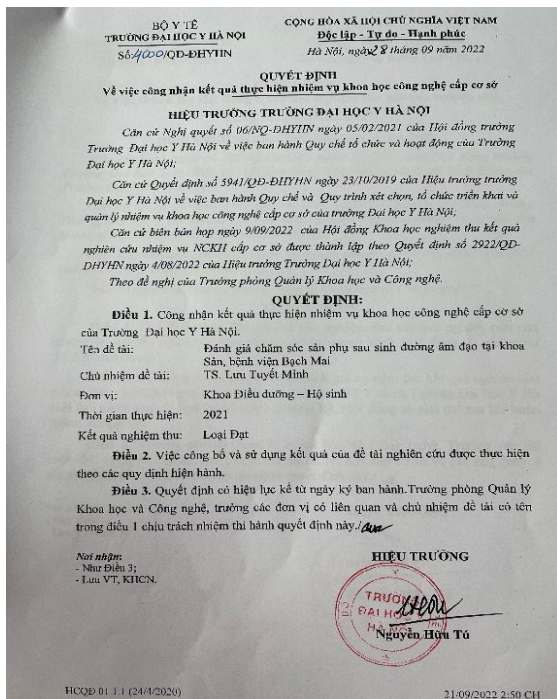 BỘ Y TẾ
TRƯỜNG ĐẠI HỌC Y HÀ NỘI
Số: 4000/QD-ĐHYHN
CỘNG HÒA XÃ HỘI CHỦ NGHĨA VIỆT NAM
Độc lập - Tự do - Hạnh phúc
Hà Nội, ngày 28 tháng 09 năm 2022
QUYẾT ĐỊNH
Về việc công nhận kết quả thực hiện nhiệm vụ khoa học công nghệ cấp cơ sở
HIỆU TRƯỞNG TRƯỜNG ĐẠI HỌC Y HÀ NỘI
Căn cứ Nghị quyết số 06/NQ-ĐHYHN ngày 05/02/2021 của Hội đồng trường
Trường Đại học Y Hà Nội về việc ban hành Quy chế tổ chức và hoạt động của Trường
Đại học Y Hà Nội;
Căn cứ Quyết định số 5941/QĐ-ĐHYHN ngày 23/10/2019 của Hiệu trưởng trường
Đại học Y Hà Nội về việc ban hành Quy chế và Quy trình xét chọn, tổ chức triển khai và
quản lý nhiệm vụ khoa học công nghệ cấp cơ sở của trường Đại học Y Hà Nội;
Căn cứ biên bản họp ngày 9/09/2022 của Hội đồng Khoa học nghiệm thu kết quả
nghiên cứu nhiệm vụ NCKH cấp cơ sở được thành lập theo Quyết định số 2922/QD-
ĐHYHN ngày 4/08/2022 của Hiệu trưởng Trường Đại học Y Hà Nội;
Theo đề nghị của Trưởng phòng Quản lý Khoa học và Công nghệ.
QUYẾT ĐỊNH:
Điều 1. Công nhận kết quả thực hiện nhiệm vụ khoa học công nghệ cấp cơ sở
của Trường Đại học Y Hà Nội.
Tên đề tài: Đánh giá chăm sóc sản phụ sau sinh đường âm đạo tại khoa
Sản, bệnh viện Bạch Mai
Chủ nhiệm đề tài: TS. Lưu Tuyết Minh
Đơn vị: Khoa Điều dưỡng – Hộ sinh
Thời gian thực hiện: 2021
Kết quả nghiệm thu: Loại Đạt
Điều 2. Việc công bố và sử dụng kết quả của đề tài nghiên cứu được thực hiện
theo các quy định hiện hành.
Điều 3. Quyết định có hiệu lực kể từ ngày ký ban hành.Trưởng phòng Quản lý
Khoa học và Công nghệ, trưởng các đơn vị có liên quan và chủ nhiệm đề tài có tên
trong điều 1 chịu trách nhiệm thi hành quyết định này./.
Nơi nhận:
- Như Điều 3;
- Lưu VT, KHCN.
HIỆU TRƯỞNG
TRƯỜNG
ĐẠI HỌC
HÀ NỘI
Nguyễn Hữu Tú
HCQĐ 01.1.1 (24/4/2020)
21/09/2022 2:50 CH